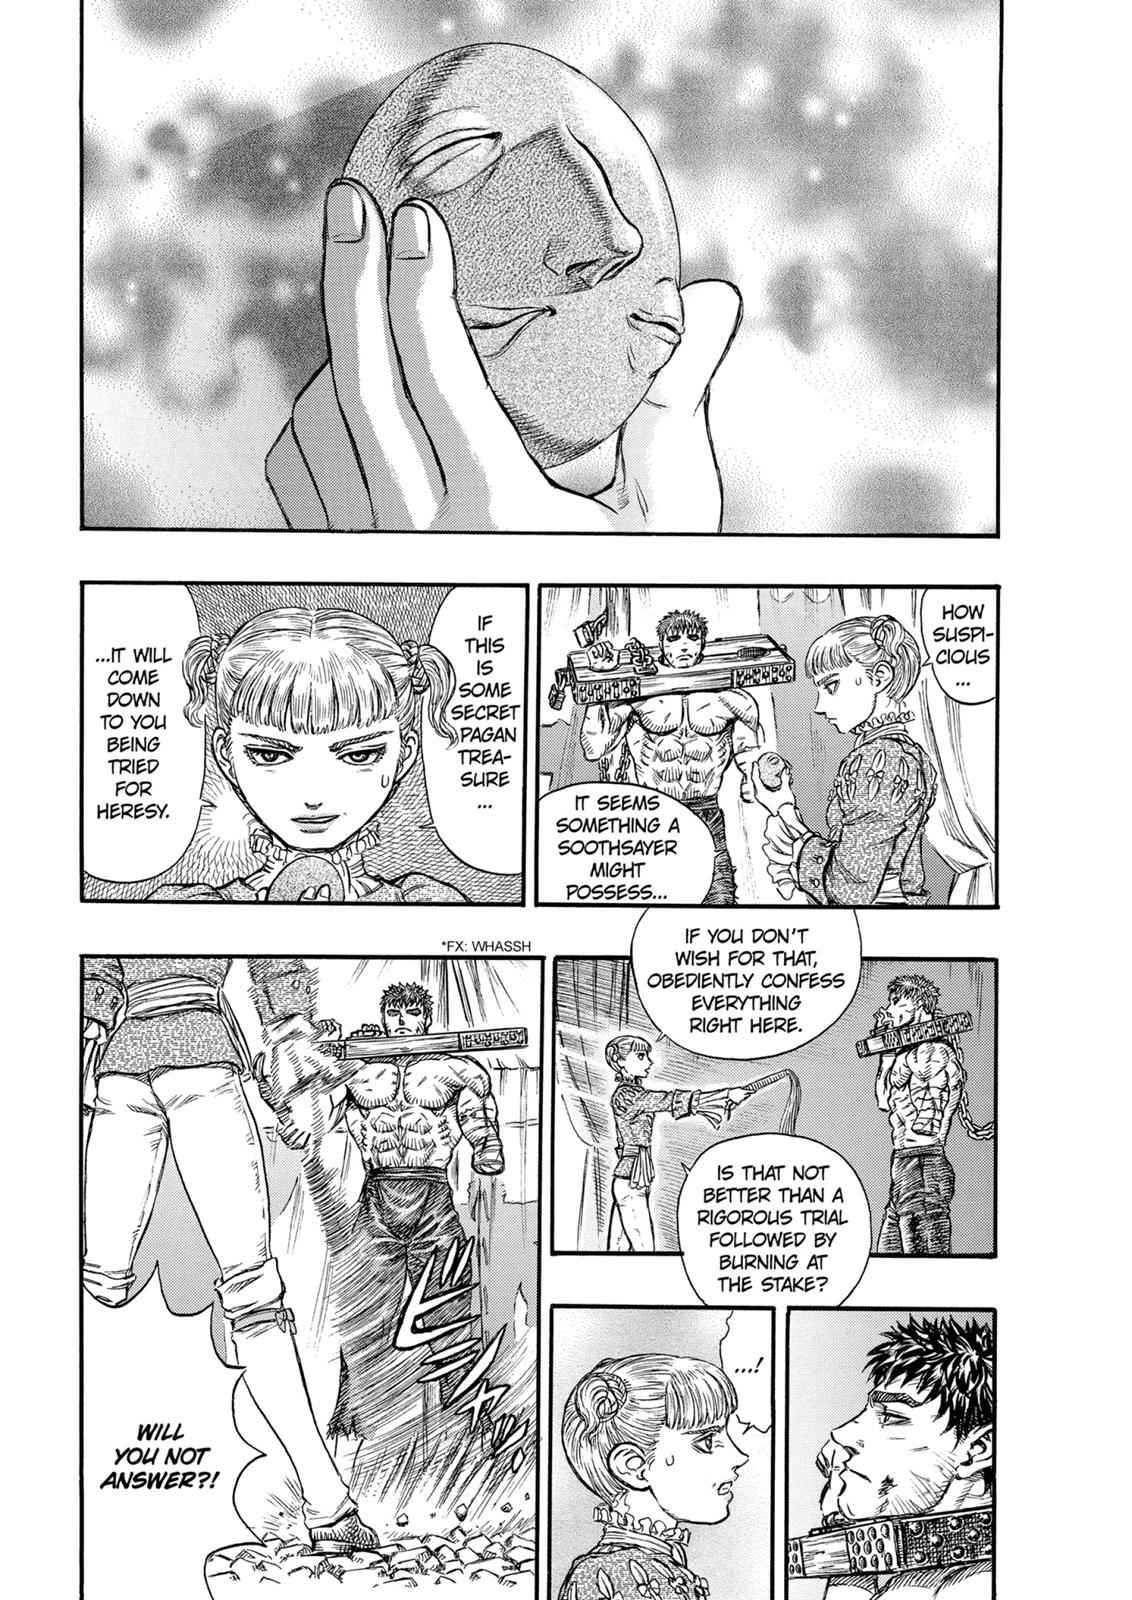 HOW
SUSPI-
CIOUS
...
IT SEEMS
SOMETHING A
SOOTHSAYER
MIGHT
POSSESS...
IF
THIS
IS
SOME
SECRET
PAGAN
TREA-
SURE
...
...IT WILL
COME
DOWN
TO YOU
BEING
TRIED
FOR
HERESY.
IF YOU DON'T
WISH FOR THAT,
OBEDIENTLY CONFESS
EVERYTHING
RIGHT HERE.
IS THAT NOT
BETTER THAN A
RIGOROUS TRIAL
FOLLOWED BY
BURNING AT
THE STAKE?
...!
*FX: WHASSH
ビシャ
WILL
YOU NOT
ANSWER?!